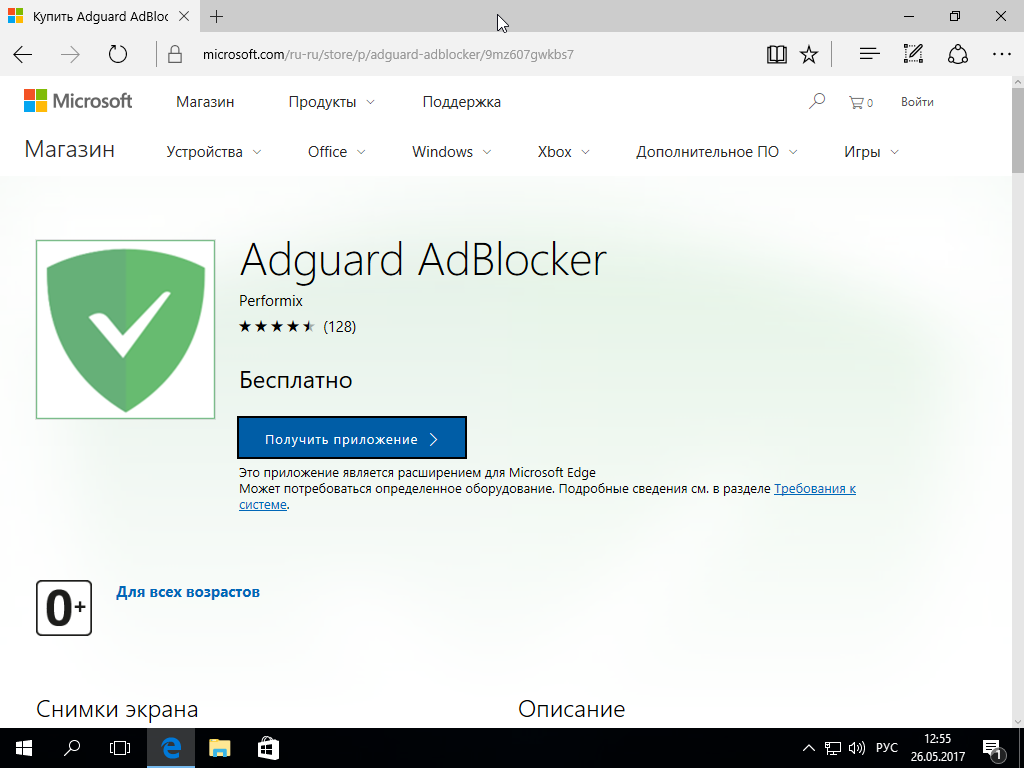 Купить Adguard AdBloc
microsoft.com/ru-ru/store/p/adguard-adblocker/9mz607gwkbs7
Microsoft Магазин Продукты Поддержка 0 Войти
Магазин Устройства Office Windows Xbox Дополнительное ПО Игры
Adguard AdBlocker
Performix
(128)
Бесплатно
Получить приложение
Это приложение является расширением для Microsoft Edge
Может потребоваться определенное оборудование. Подробные сведения см. в разделе Требования к
системе.
0+ Для всех возрастов
Снимки экрана Описание
РУС 12:55
26.05.2017
1